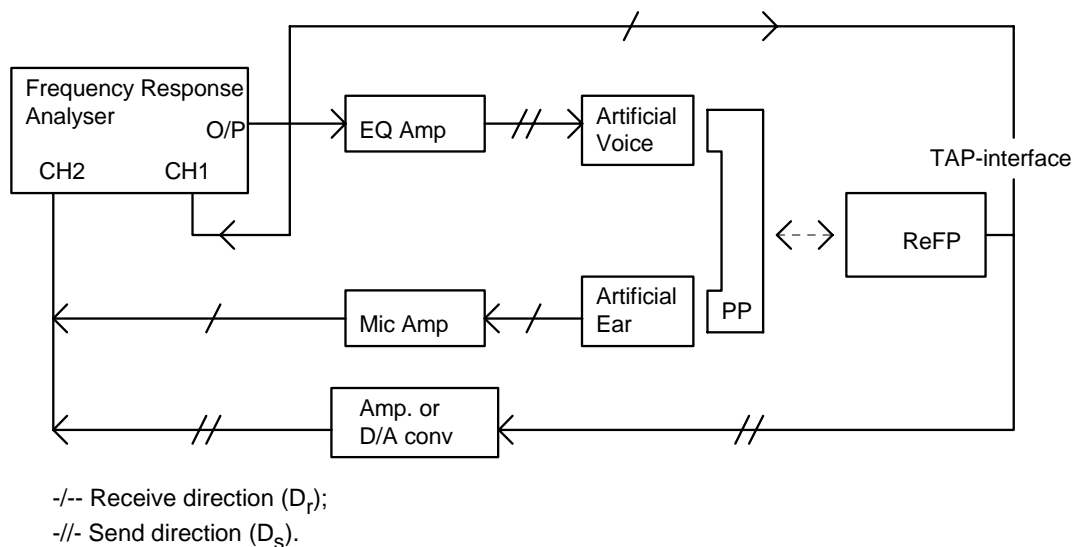 Frequency Response
Analyser
O/P
CH2
CH1
EQ Amp
Artificial
Voice
TAP-interface
ReFP
PP
Mic Amp
Artificial
Ear
Amp. or
D/A conv
-/-- Receive direction (Dr);
-//- Send direction (Ds).